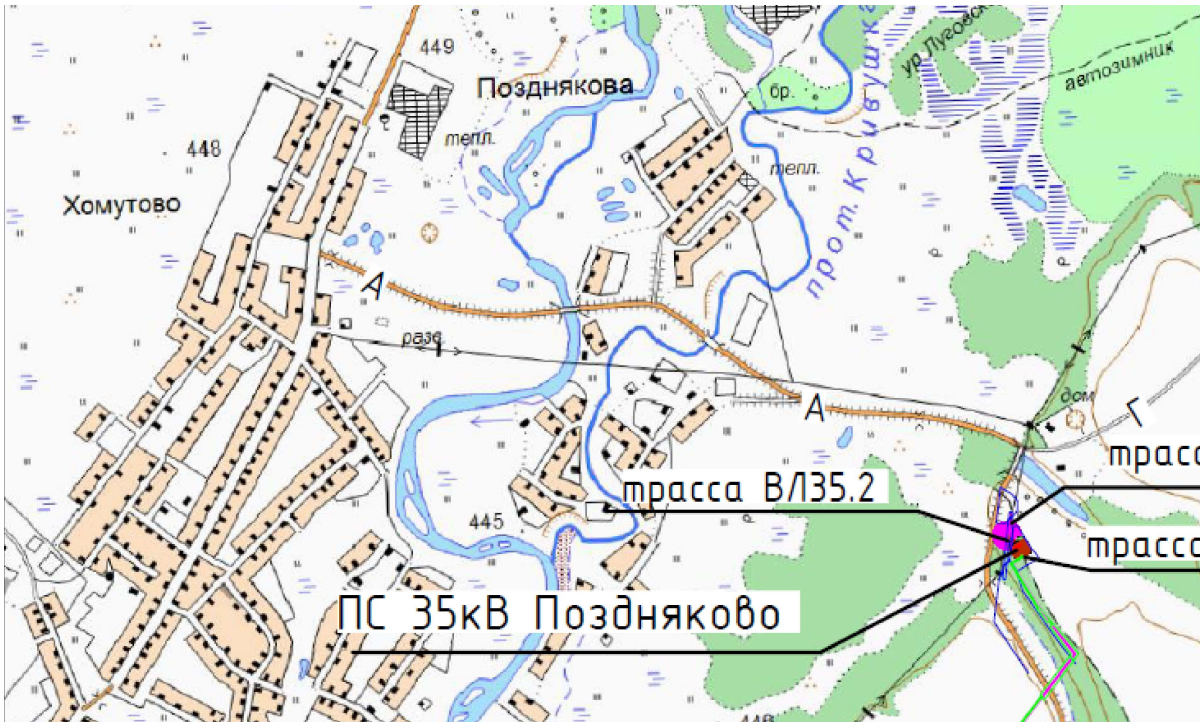 449
Позднякова
бр.
ур Луговск
автозимник
тепл.
448
тепл.
прот. Кривушка
Хомутово
А
разв
дом
А
Г
трасс
трасса ВЛ35.2
445
трасса
ПС 35кВ Поздняково